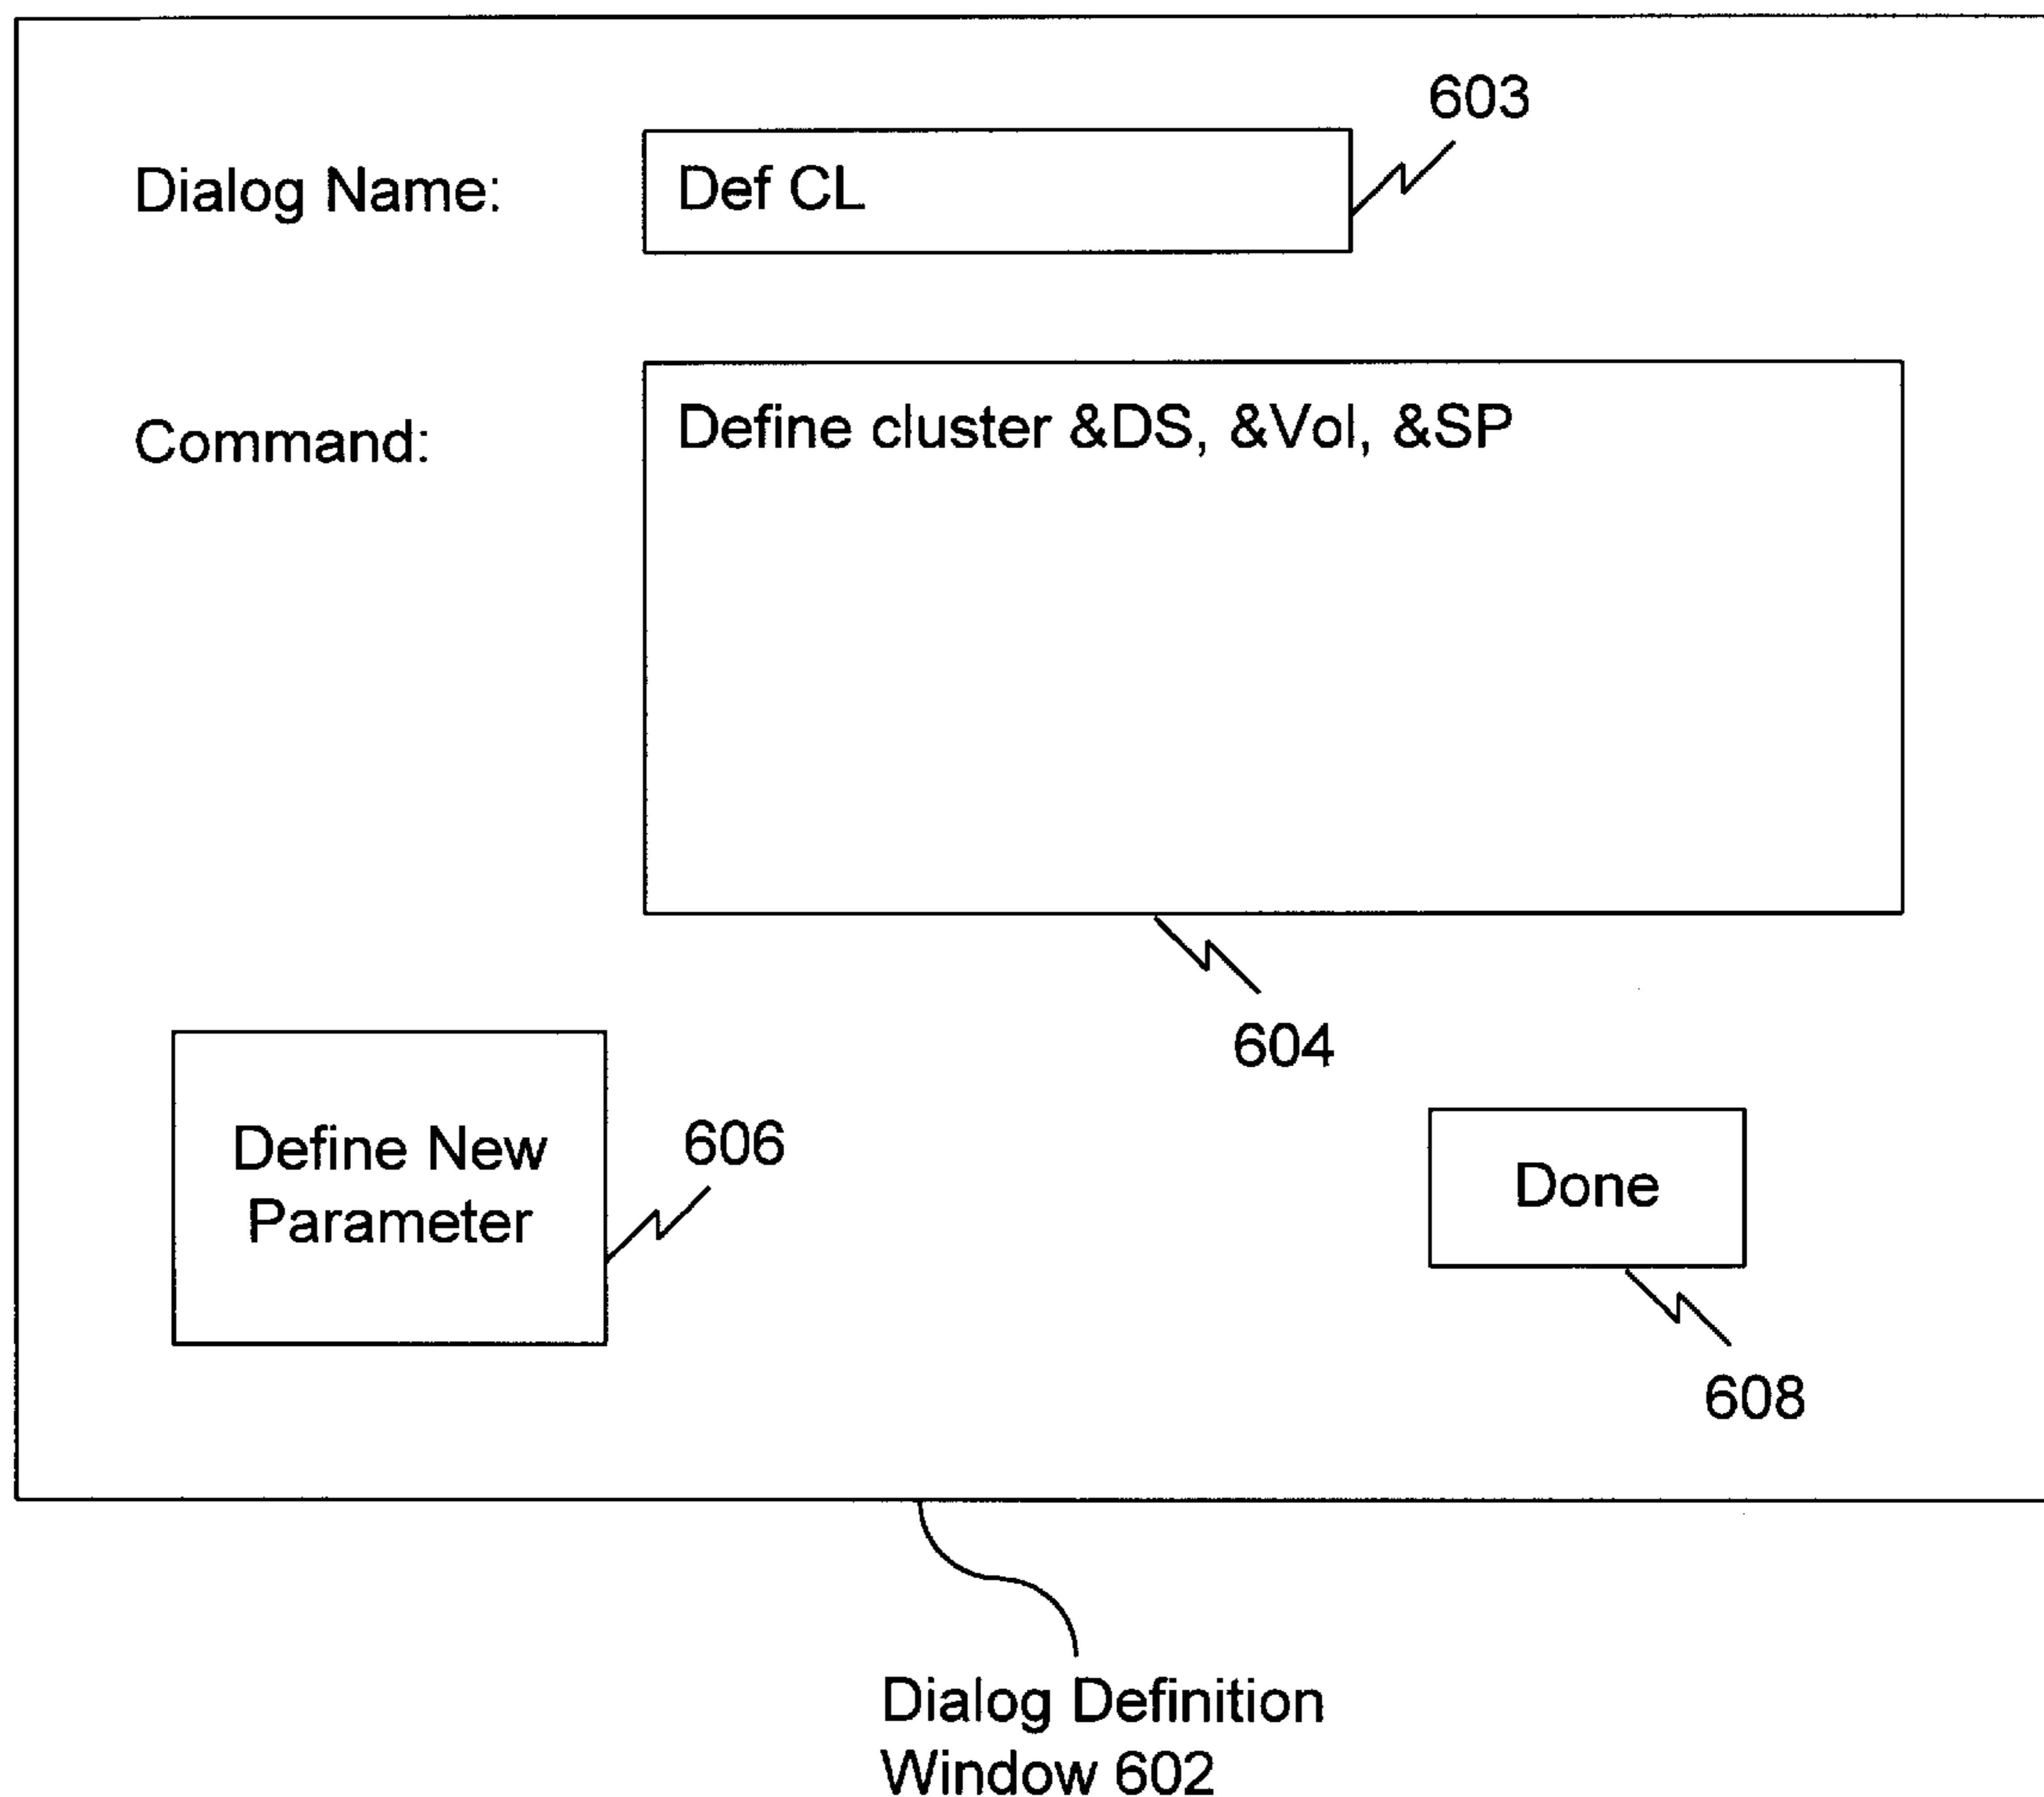 603
Dialog Name:
Def CL
Command:
Define cluster &DS, &Vol, &SP
604
Define New
Parameter
606
Done
608
Dialog Definition
Window 602